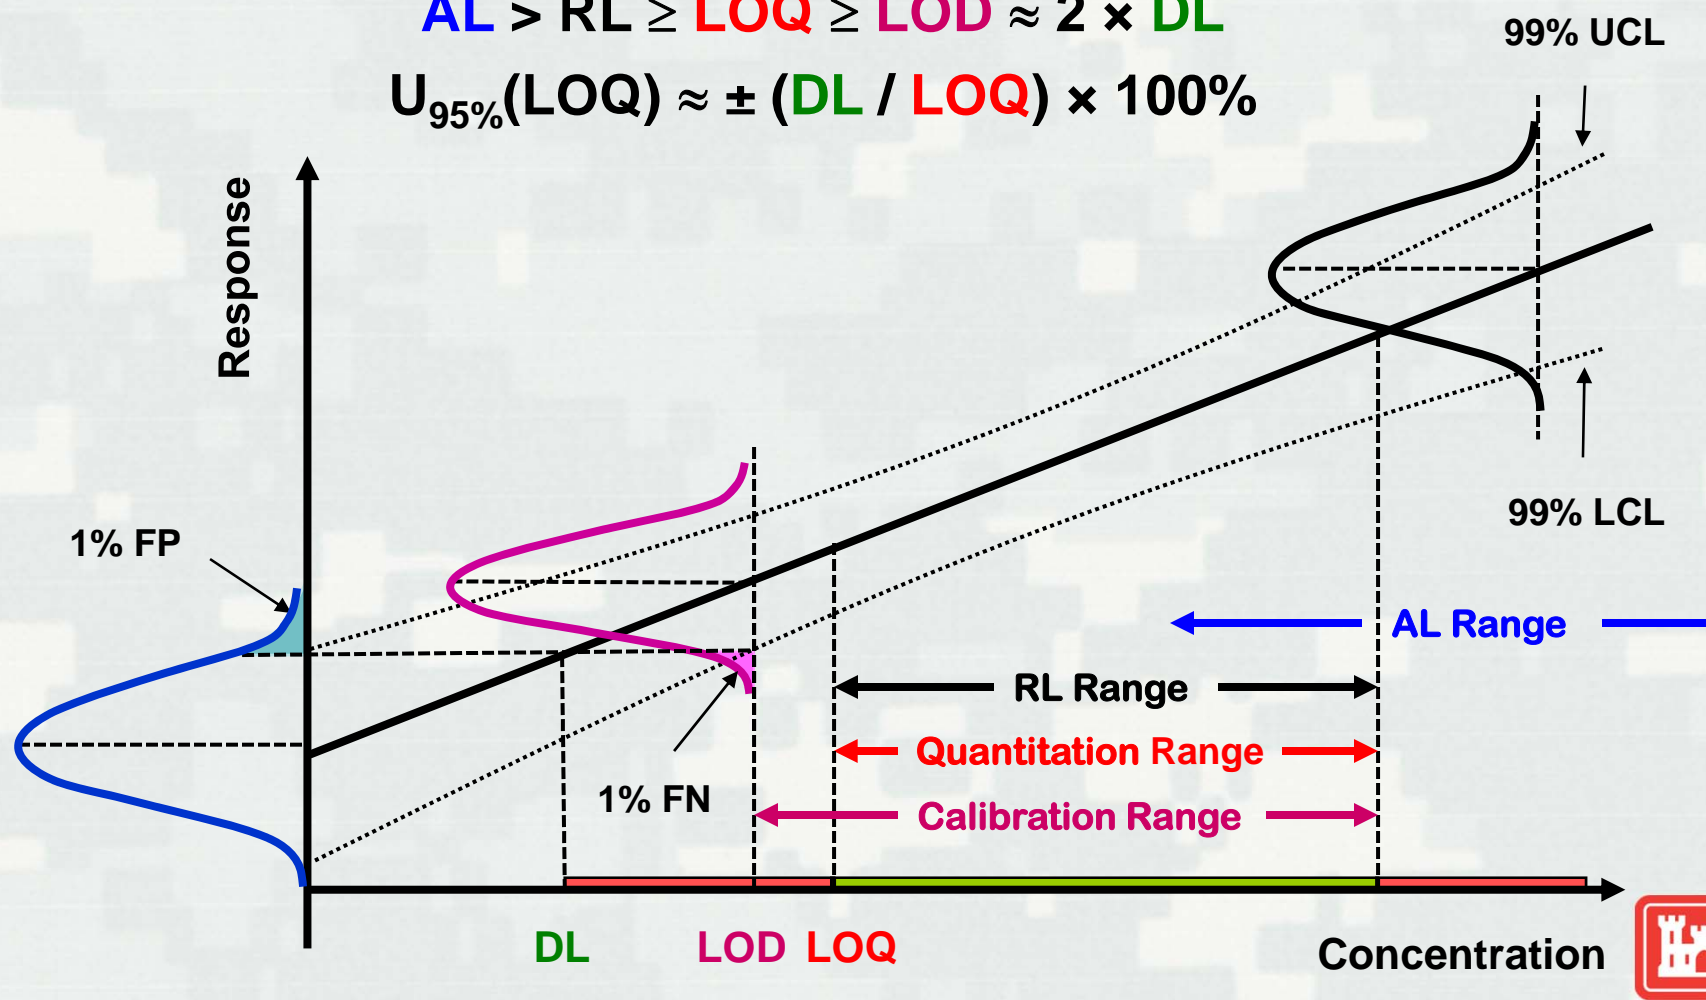 AL > RL ≥ LOQ ≥ LOD ≈ 2 × DL
U95%(LOQ) ≈ ± (DL / LOQ) × 100%
99% UCL
Response
99% LCL
1% FP
AL Range
RL Range
Quantitation Range
1% FN
Calibration Range
DL
LOD
LOQ
Concentration